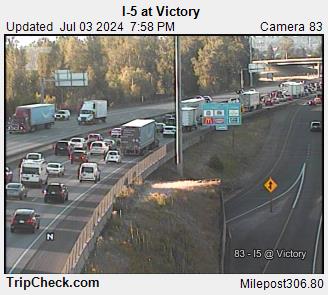 I-5 at Victory
Updated  Jul 03 2024  7:58 PM
Camera 83
N
83 - I5 @ Victory
TripCheck.com
Milepost306.80